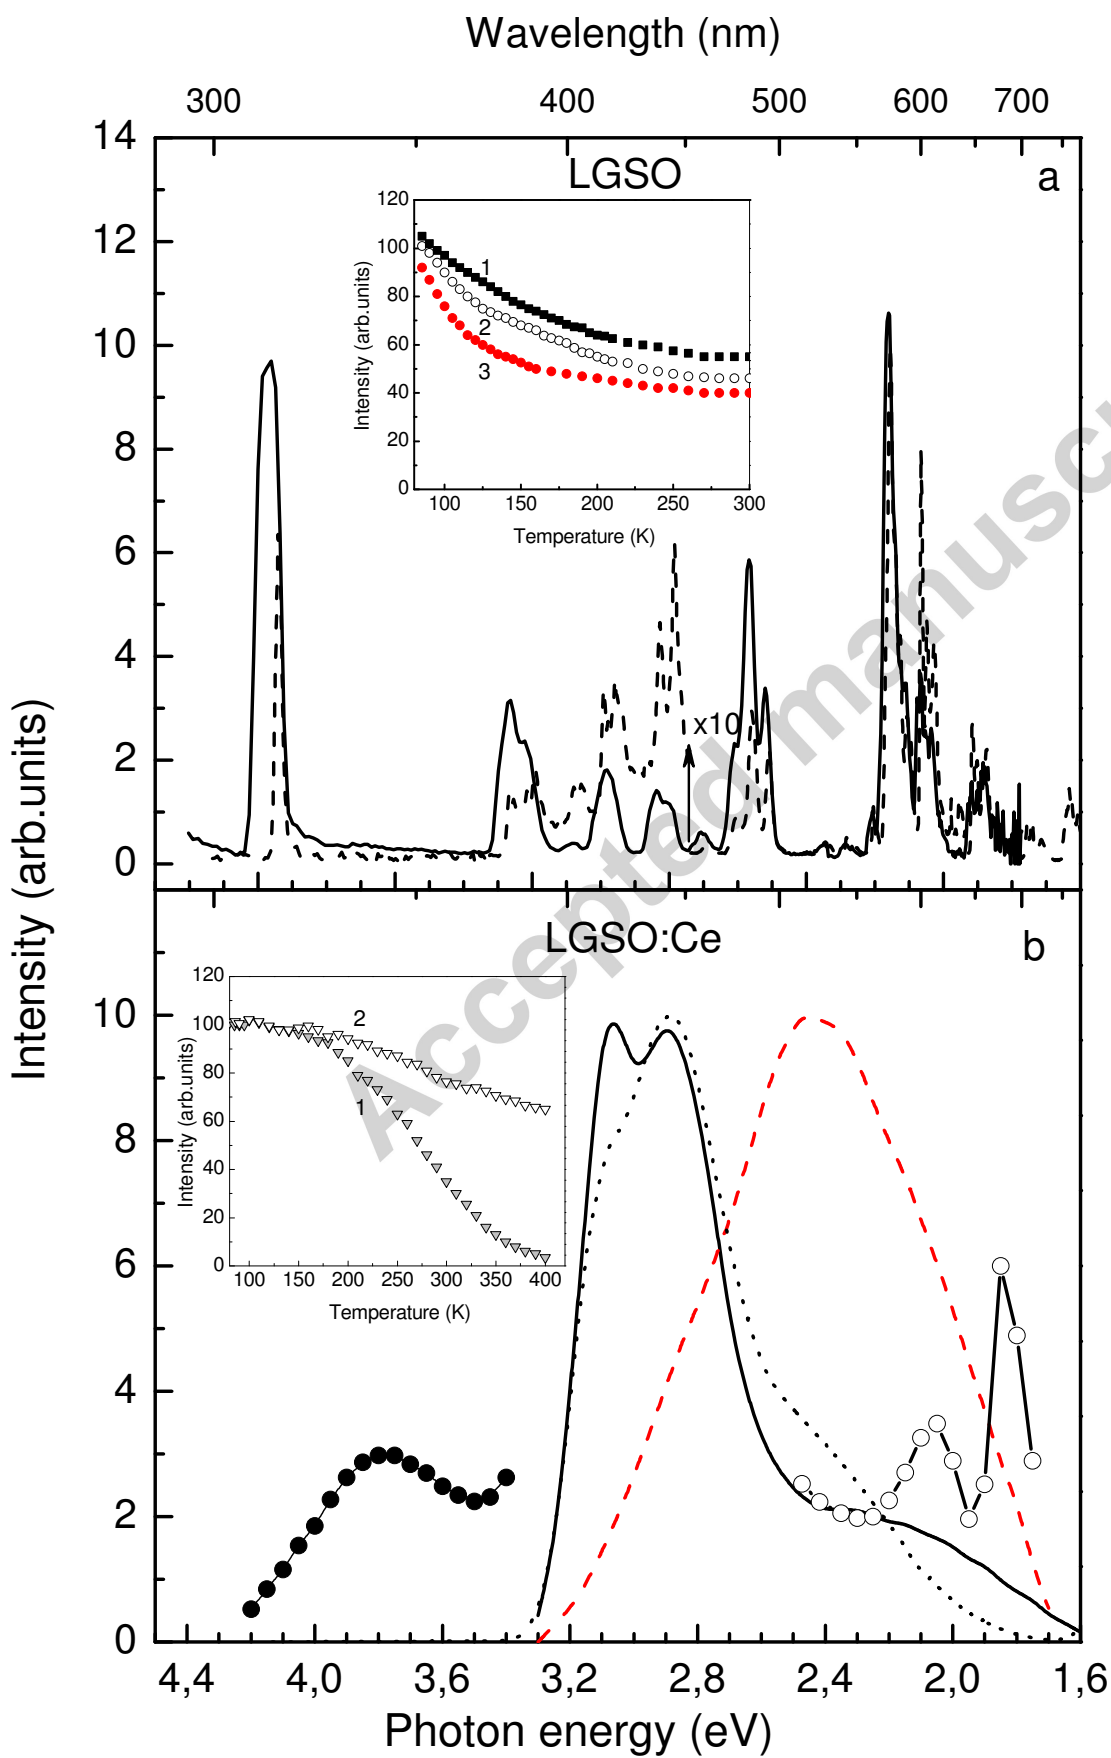 Wavelength (nm)
300 400 500 600 700
14
12
10
8
6
4
2
0
LGSO
a
120
100
80
60
40
20
0
Intensity (arb.units)
1
2
3
100 150 200 250 300
Temperature (K)
x10
Intensity (arb.units)
LGSO:Ce
b
120
100
80
60
40
20
0
Intensity (arb.units)
2
1
100 150 200 250 300 350 400
Temperature (K)
10
8
6
4
2
0
4,4 4,0 3,6 3,2 2,8 2,4 2,0 1,6
Photon energy (eV)
Accepted manusc